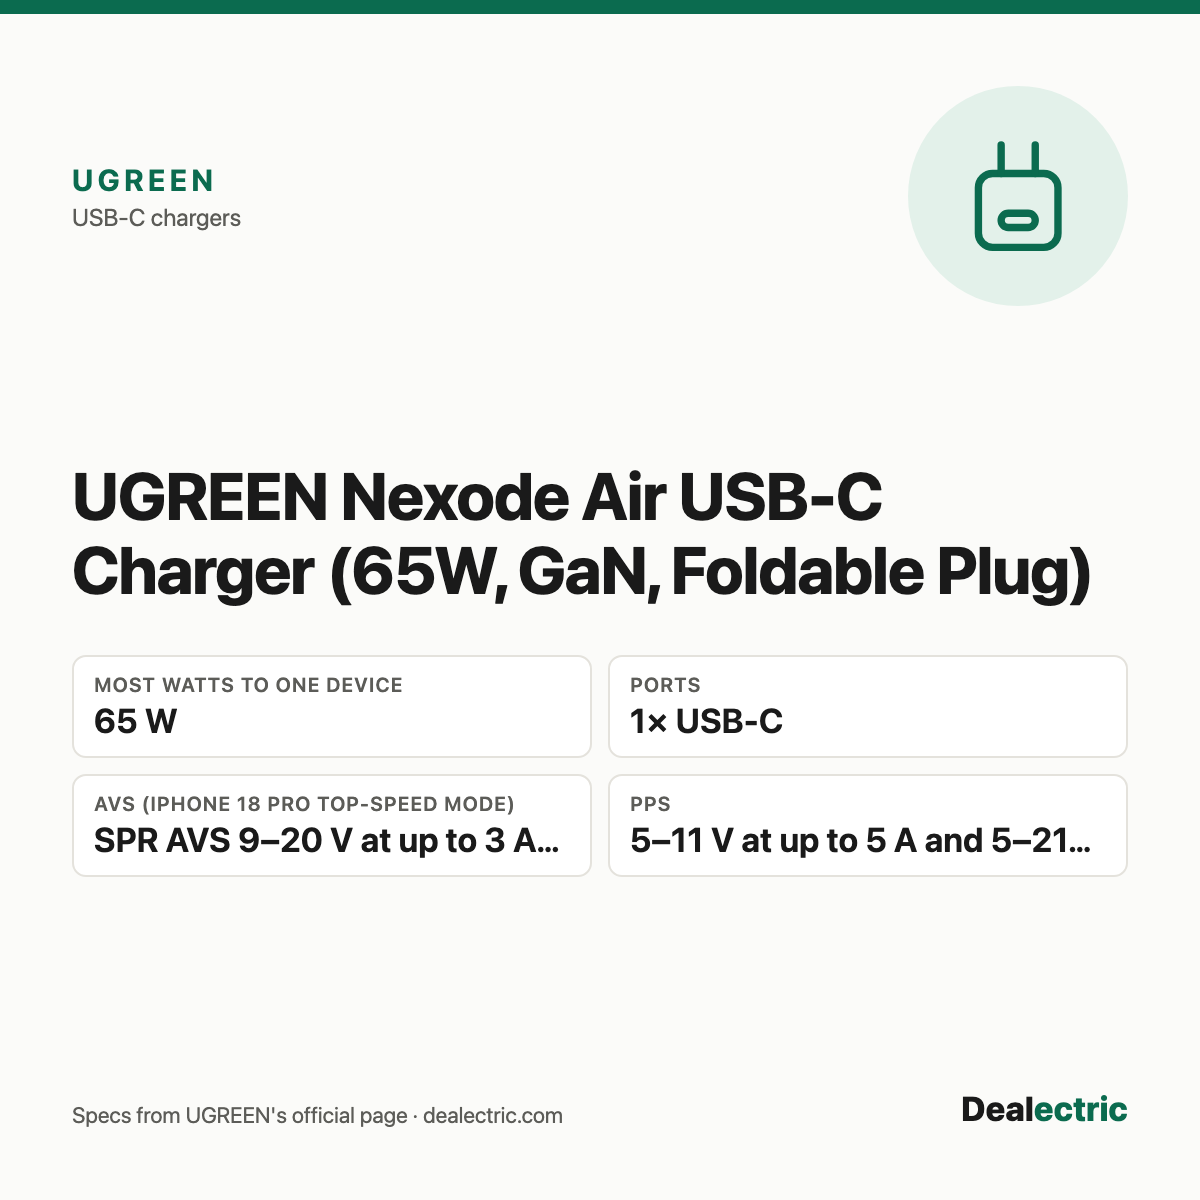 UGREEN
USB-C chargers
UGREEN Nexode Air USB-C
Charger (65W, GaN, Foldable Plug)
MOST WATTS TO ONE DEVICE
65 W
PORTS
1× USB-C
AVS (IPHONE 18 PRO TOP-SPEED MODE)
SPR AVS 9–20 V at up to 3 A...
PPS
5–11 V at up to 5 A and 5–21...
Specs from UGREEN's official page · dealectric.com
Dealectric